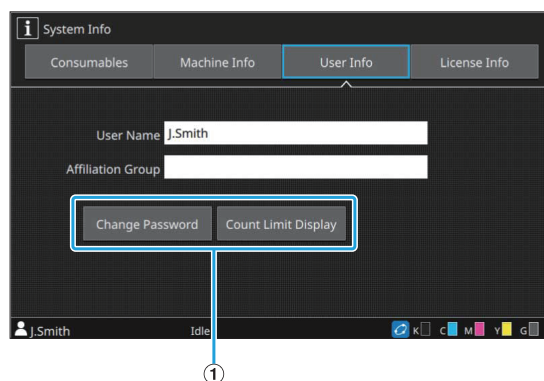 i System Info
Consumables Machine Info User Info License Info
User Name J.Smith
Affiliation Group
Change Password Count Limit Display
J.Smith Idle K C M Y G
1